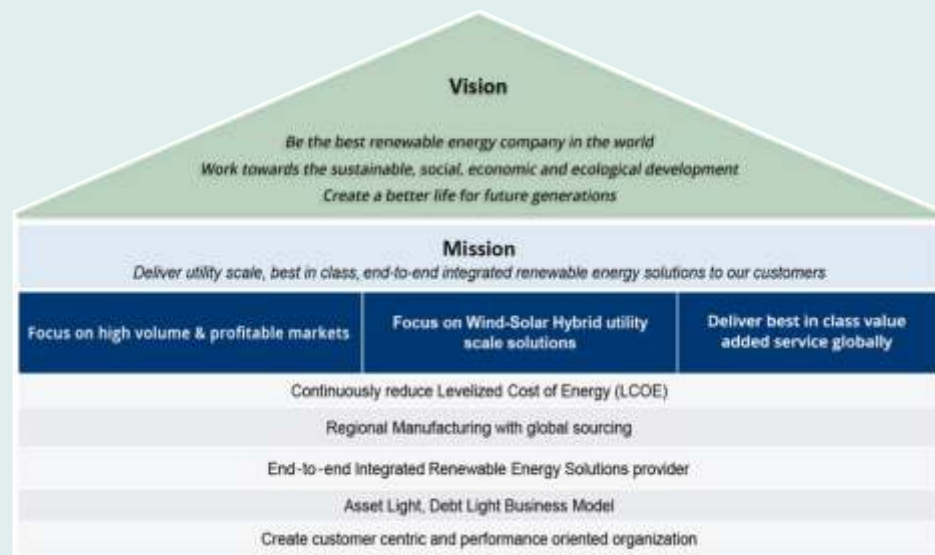 Vision
Be the best renewable energy company in the world
Work towards the sustainable, social, economic and ecological development
Create a better life for future generations
Mission
Deliver utility scale, best in class, end-to-end integrated renewable energy solutions to our customers
Focus on high volume & profitable markets
Focus on Wind-Solar Hybrid utility
scale solutions
Deliver best in class value
added service globally
Continuously reduce Levelized Cost of Energy (LCOE)
Regional Manufacturing with global sourcing
End-to-end Integrated Renewable Energy Solutions provider
Asset Light, Debt Light Business Model
Create customer centric and performance oriented organization